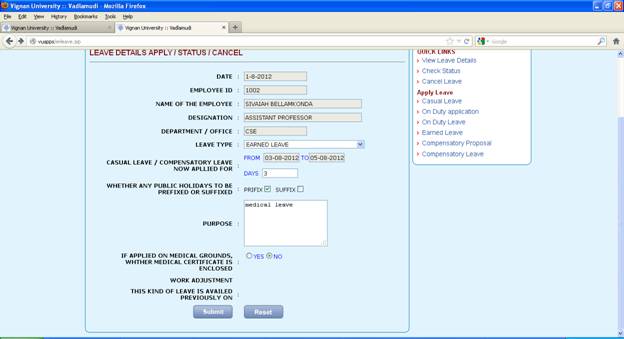 Vignan University :: Vadlamudi - Mozilla Firefox
File Edit View History Bookmarks Tools Help
Vignan University :: Vadlamudi × Vignan University :: Vadlamudi × +
vuapps/eleave.jsp Google
LEAVE DETAILS APPLY / STATUS / CANCEL
DATE : 1-8-2012
EMPLOYEE ID : 1002
NAME OF THE EMPLOYEE : SIVAIAH BELLAMKONDA
DESIGNATION : ASSISTANT PROFESSOR
DEPARTMENT / OFFICE : CSE
LEAVE TYPE : EARNED LEAVE
CASUAL LEAVE / COMPENSATORY LEAVE NOW APLLIED FOR : FROM 03-08-2012 TO 05-08-2012
DAYS 3
WHETHER ANY PUBLIC HOLIDAYS TO BE PREFIXED OR SUFFIXED : PRIFIX SUFFIX
PURPOSE : medical leave
IF APPLIED ON MEDICAL GROUNDS, WHTHER MEDICAL CERTIFICATE IS ENCLOSED : YES NO
WORK ADJUSTMENT
THIS KIND OF LEAVE IS AVAILED PREVIOUSLY ON :
Submit Reset
QUICK LINKS
View Leave Details
Check Status
Cancel Leave
Apply Leave
Casual Leave
On Duty application
On Duty Leave
Earned Leave
Compensatory Proposal
Compensatory Leave